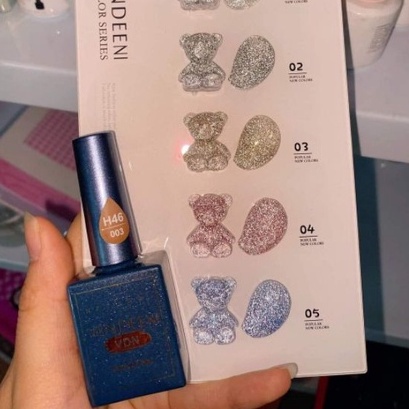 NDEENI
LOR SERIES
02
POPULAR
NEW COLORS
03
POPULAR
NEW COLORS
04
POPULAR
NEW COLORS
05
POPULAR
NEW COLORS
H46
003
VDN